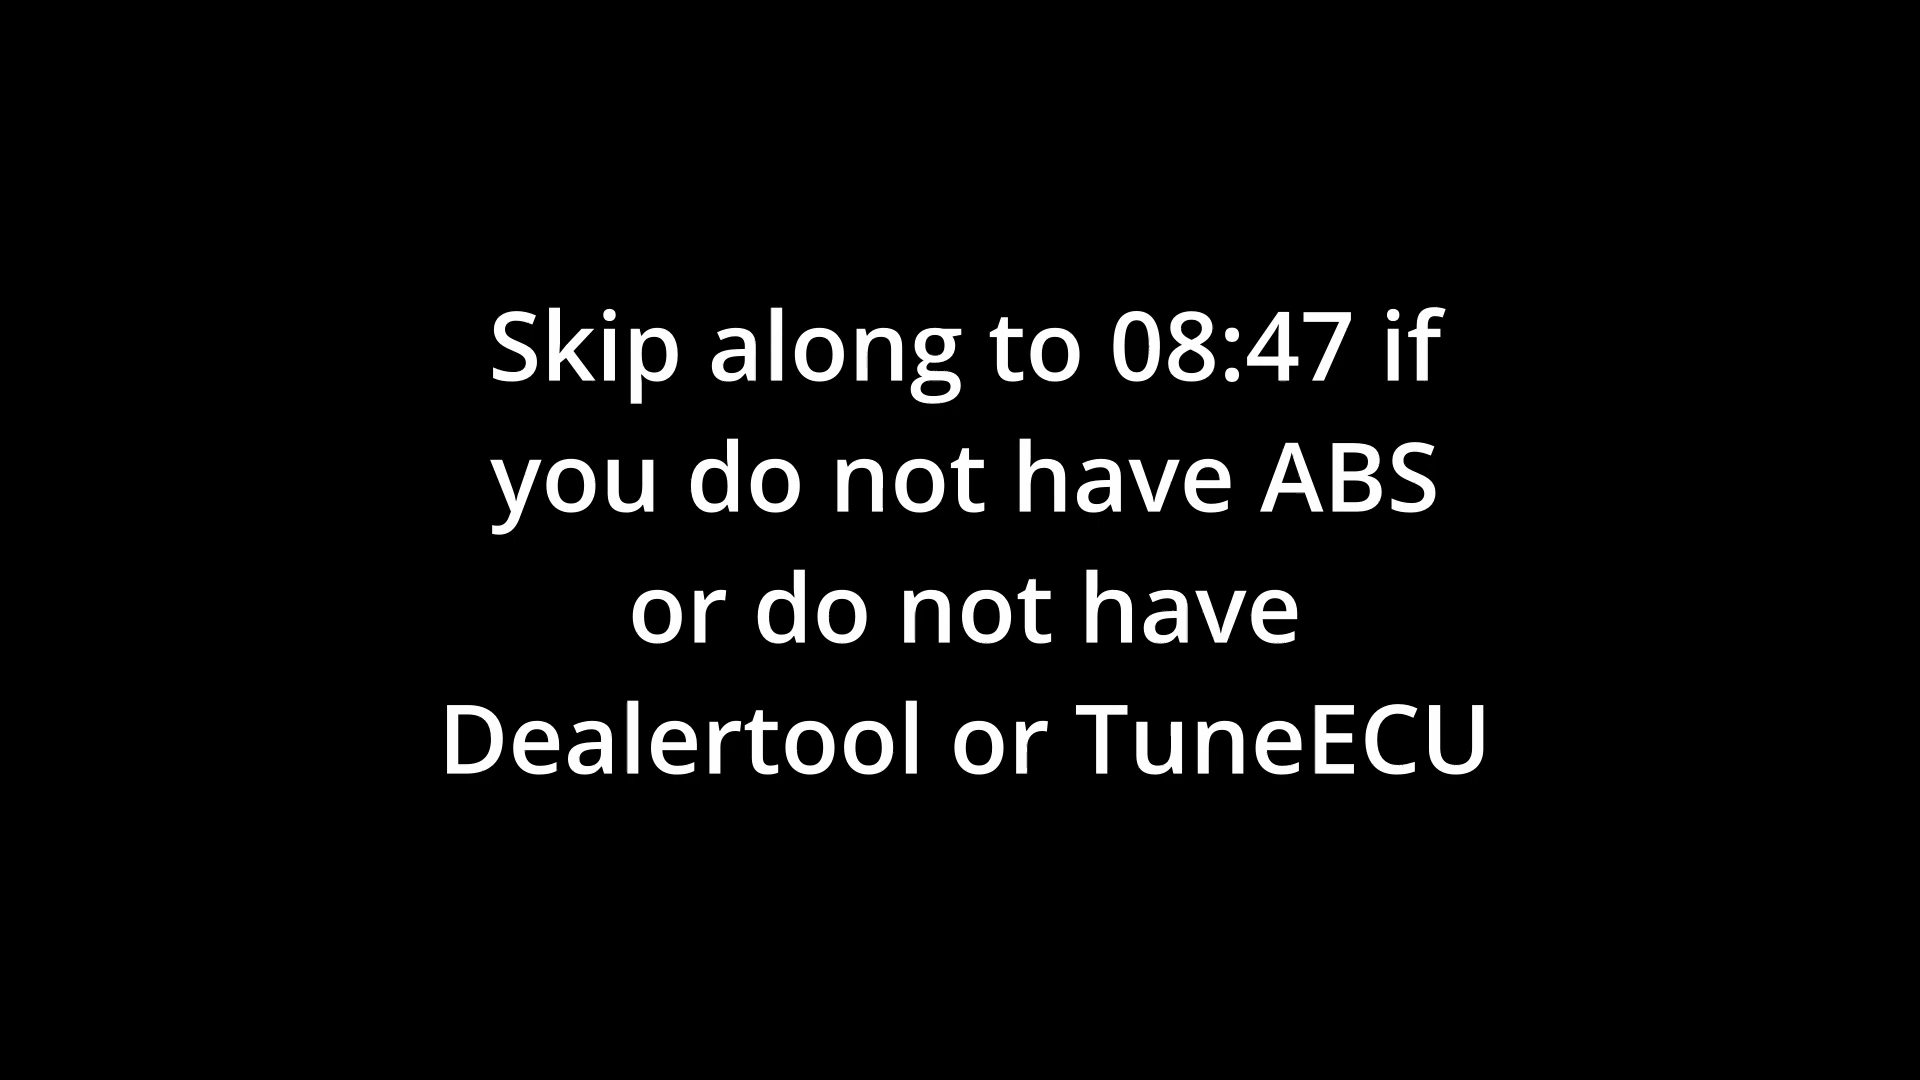 Skip along to 08:47 if
you do not have ABS
or do not have
Dealertool or TuneECU